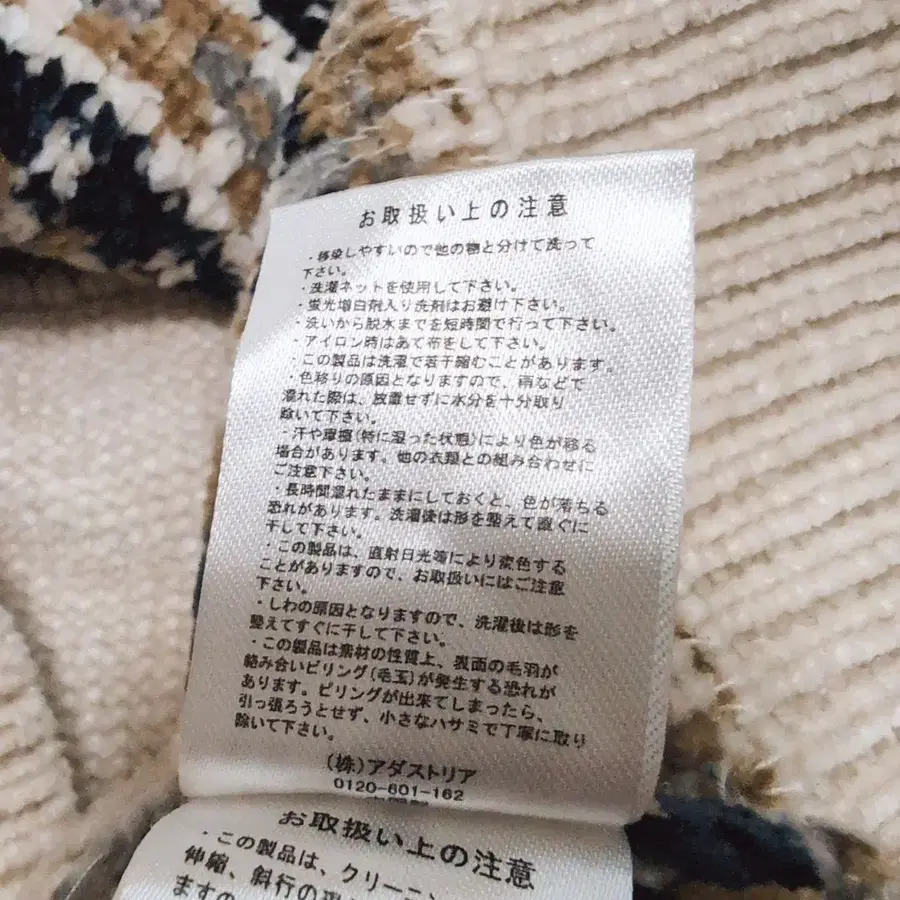 お取扱い上の注意
・移染しやすいので他の物と分けて洗って
下さい。
・洗濯ネットを使用して下さい。
・蛍光増白剤入り洗剤はお避け下さい。
・洗いから脱水までを短時間で行って下さい。
・アイロン時はあて布をして下さい。
・この製品は洗濯で若干縮むことがあります。
・色移りの原因となりますので、雨などで
濡れた際は、放置せずに水分を十分取り
除いて下さい。
・汗や摩擦(特に湿った状態)により色が移る
場合があります。他の衣類との組み合わせに
ご注意下さい。
・長時間濡れたままにしておくと、色が落ちる
恐れがあります。洗濯後は形を整えて直ぐに
干して下さい。
・この製品は、直射日光等により変色する
ことがありますので、お取扱いにはご注意
下さい。
・しわの原因となりますので、洗濯後は形を
整えてすぐに干して下さい。
・この製品は素材の性質上、表面の毛羽が
絡み合いピリング(毛玉)が発生する恐れが
あります。ピリングが出来てしまったら、
引っ張ろうとせず、小さなハサミで丁寧に取り
除いて下さい。
(株)アダストリア
0120-601-162
お取扱い上の注意
・この製品は、クリーニン
伸縮、斜行の
ますの